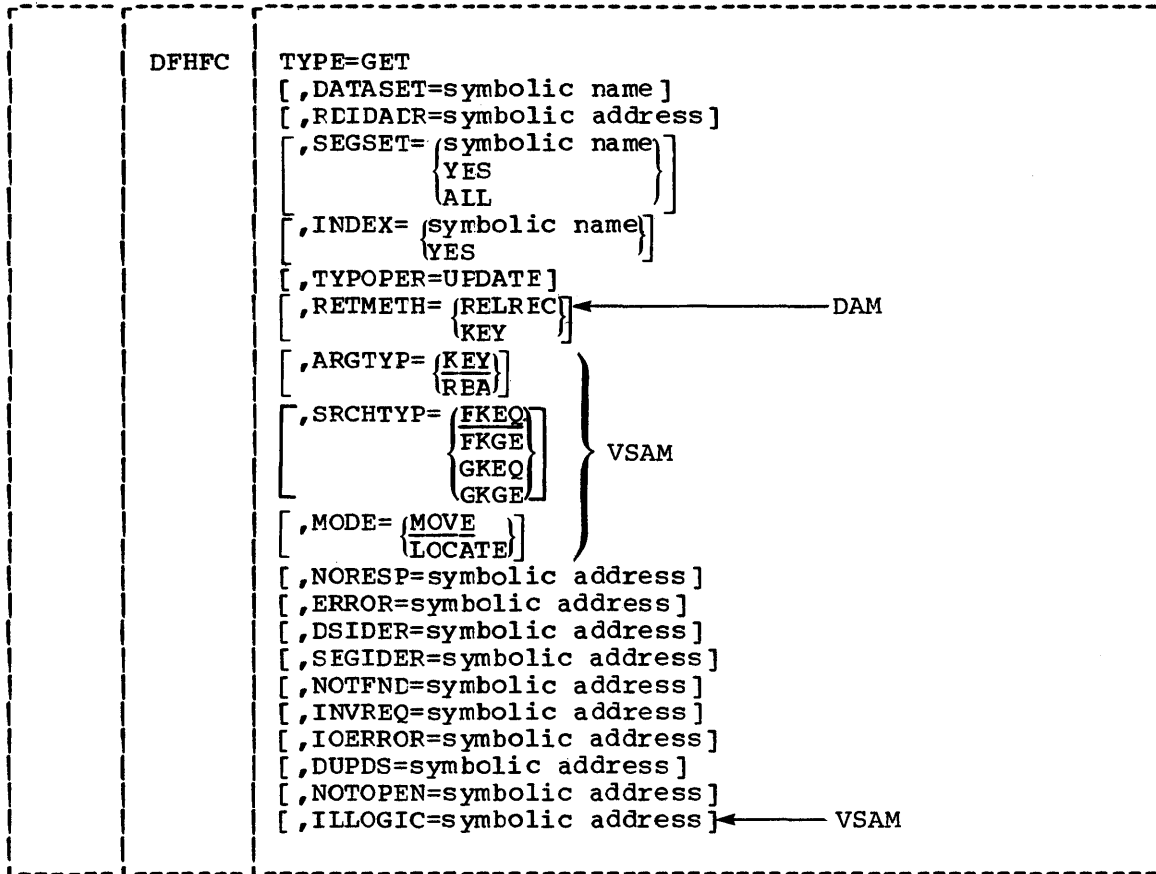 DFHFC TYPE=GET
[,DATASET=symbolic name]
[,RDIDADR=symbolic address]
[,SEGSET= {symbolic name
YES
ALL}]
[,INDEX= {symbolic name
YES}]
[,TYPOPER=UPDATE]
[,RETMETH= {RELREC
KEY}] DAM
[,ARGTYP= {KEY
RBA}]
[,SRCHTYP= {FKEQ
FKGE
GKEQ
GKGE}] VSAM
[,MODE= {MOVE
LOCATE}]
[,NORESP=symbolic address]
[,ERROR=symbolic address]
[,DSIDER=symbolic address]
[,SEGIDER=symbolic address]
[,NOTFND=symbolic address]
[,INVREQ=symbolic address]
[,IOERROR=symbolic address]
[,DUPDS=symbolic address]
[,NOTOPEN=symbolic address]
[,ILLOGIC=symbolic address] VSAM